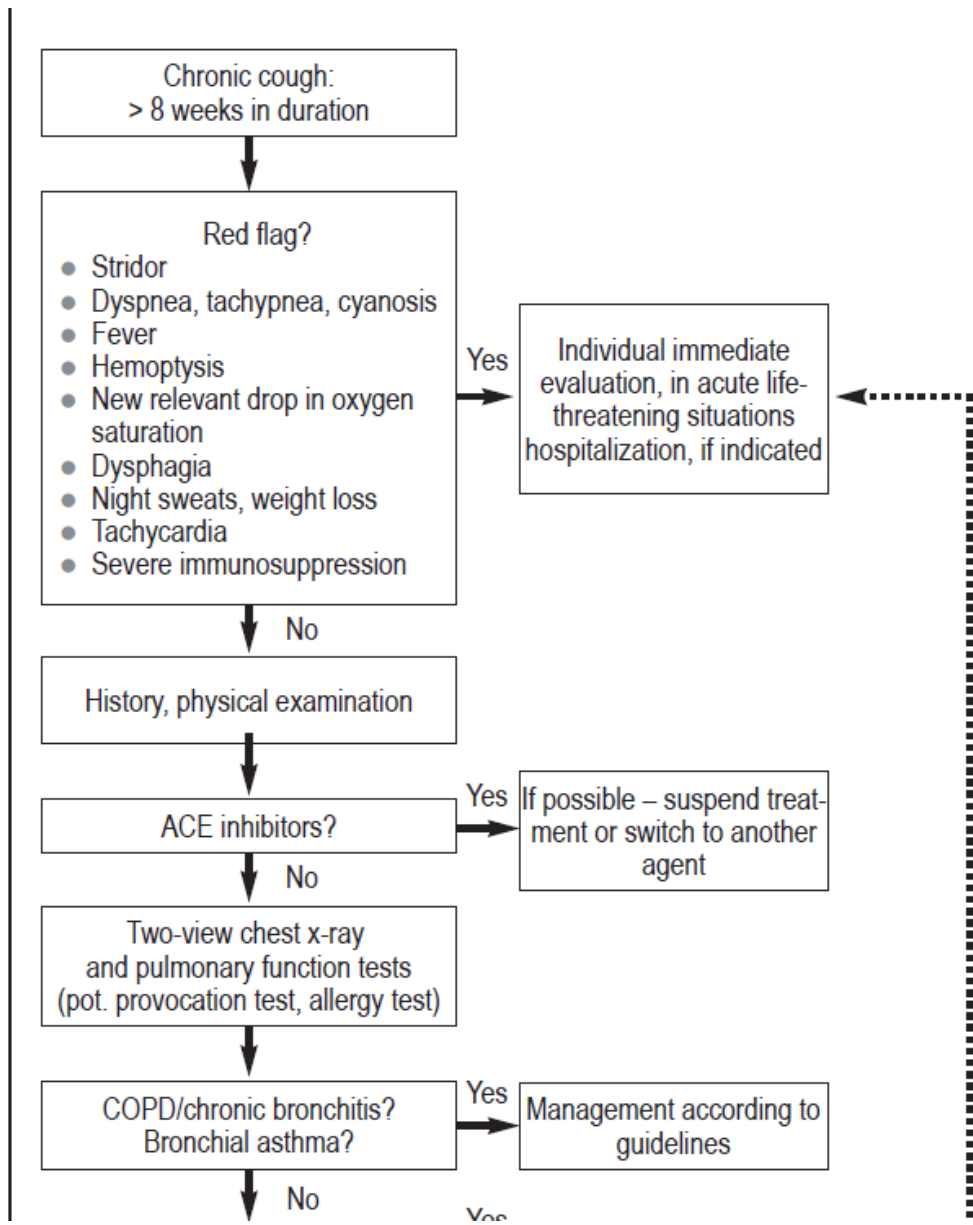 Chronic cough:
> 8 weeks in duration
Red flag?
● Stridor
● Dyspnea, tachypnea, cyanosis
● Fever
● Hemoptysis
● New relevant drop in oxygen
saturation
● Dysphagia
● Night sweats, weight loss
● Tachycardia
● Severe immunosuppression
Yes
Individual immediate
evaluation, in acute life-
threatening situations
hospitalization, if indicated
No
History, physical examination
ACE inhibitors?
Yes
If possible – suspend treat-
ment or switch to another
agent
No
Two-view chest x-ray
and pulmonary function tests
(pot. provocation test, allergy test)
COPD/chronic bronchitis?
Bronchial asthma?
Yes
Management according to
guidelines
No
Yes